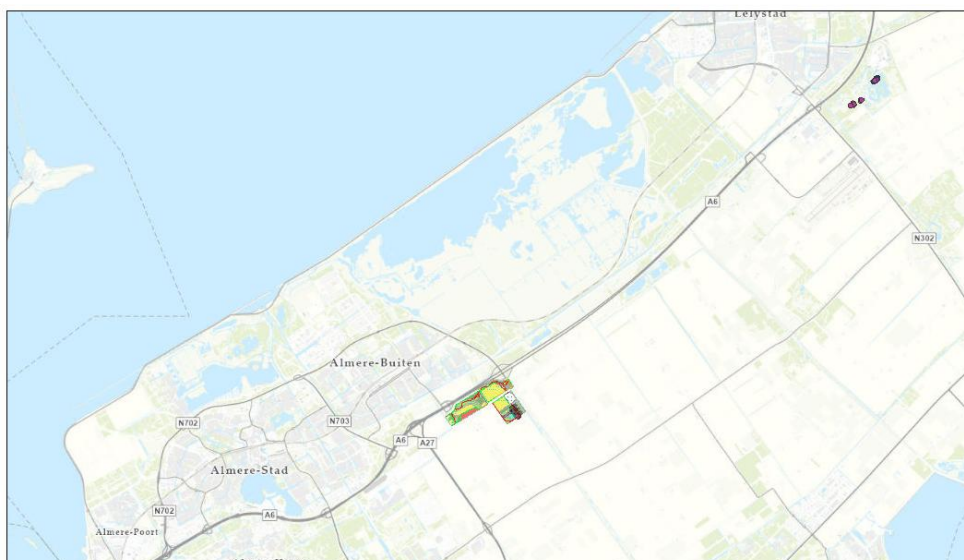 Lelystad
A6
N302
Almere-Buiten
N702
N703
A6
A27
Almere-Stad
N702
A6
Almere-Poort